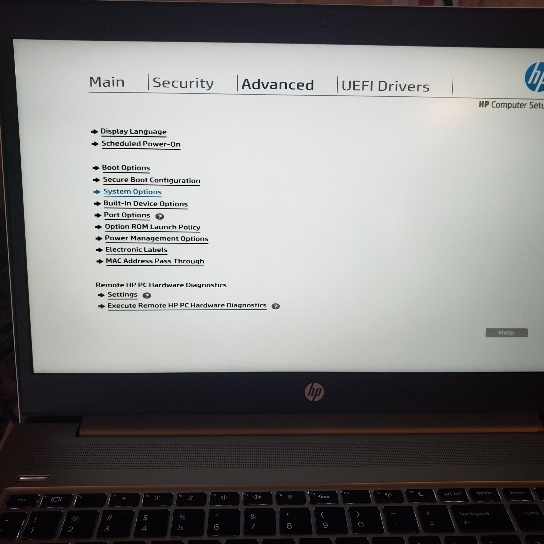 Main Security Advanced UEFI Drivers
hp
HP Computer Setu
Display Language
Scheduled Power-On
Boot Options
Secure Boot Configuration
System Options
Built-In Device Options
Port Options ?
Option ROM Launch Policy
Power Management Options
Electronic Labels
MAC Address Pass Through
Remote HP PC Hardware Diagnostics
Settings ?
Execute Remote HP PC Hardware Diagnostics ?
Help
hp